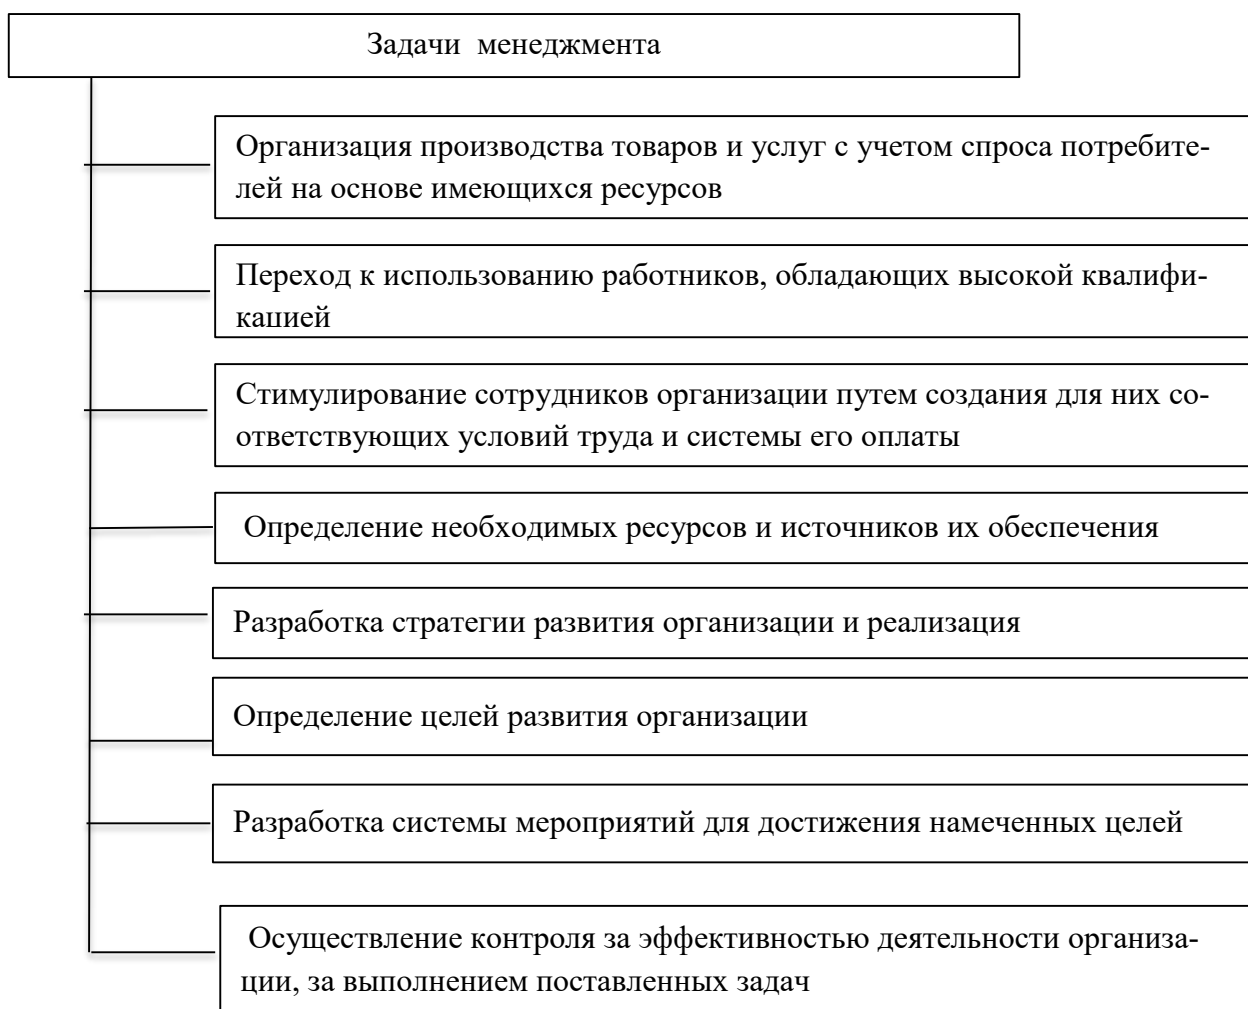 Задачи менеджмента
Организация производства товаров и услуг с учетом спроса потребите-
лей на основе имеющихся ресурсов
Переход к использованию работников, обладающих высокой квалифи-
кацией
Стимулирование сотрудников организации путем создания для них со-
ответствующих условий труда и системы его оплаты
Определение необходимых ресурсов и источников их обеспечения
Разработка стратегии развития организации и реализация
Определение целей развития организации
Разработка системы мероприятий для достижения намеченных целей
Осуществление контроля за эффективностью деятельности организа-
ции, за выполнением поставленных задач